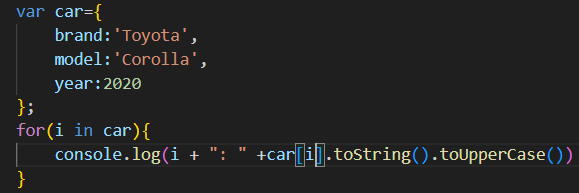 var car={
    brand:'Toyota',
    model:'Corolla',
    year:2020
};
for(i in car){
    console.log(i + ": " +car[i].toString().toUpperCase())
}